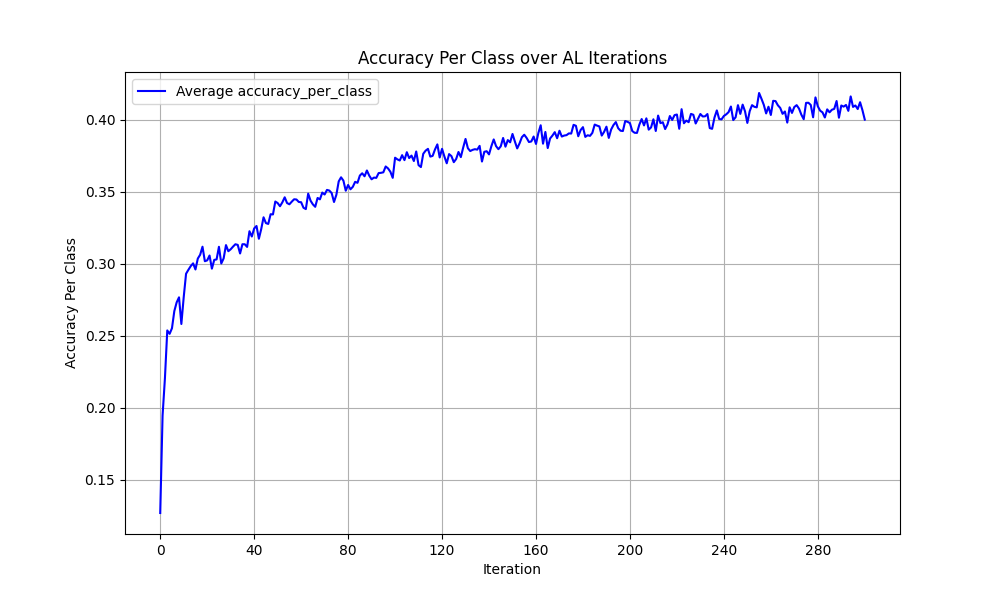 Accuracy Per Class over AL Iterations
Average accuracy_per_class
Accuracy Per Class
0.40
0.35
0.30
0.25
0.20
0.15
0 40 80 120 160 200 240 280
Iteration